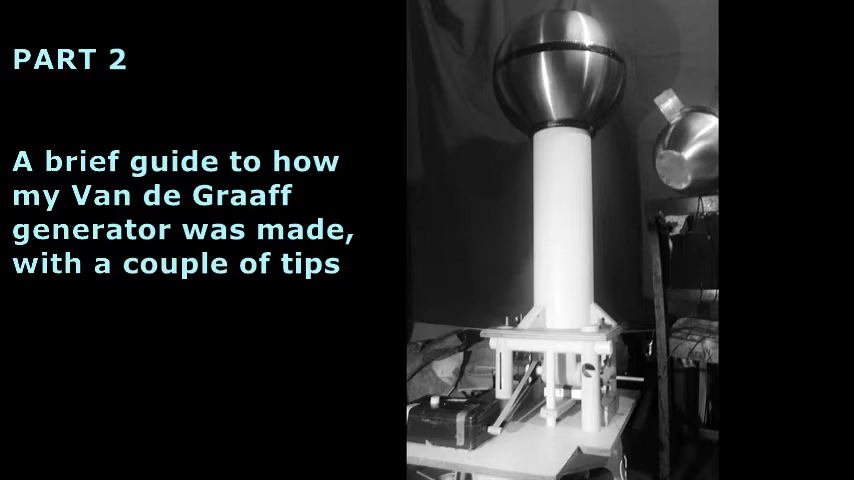 PART 2
A brief guide to how
my Van de Graaff
generator was made,
with a couple of tips